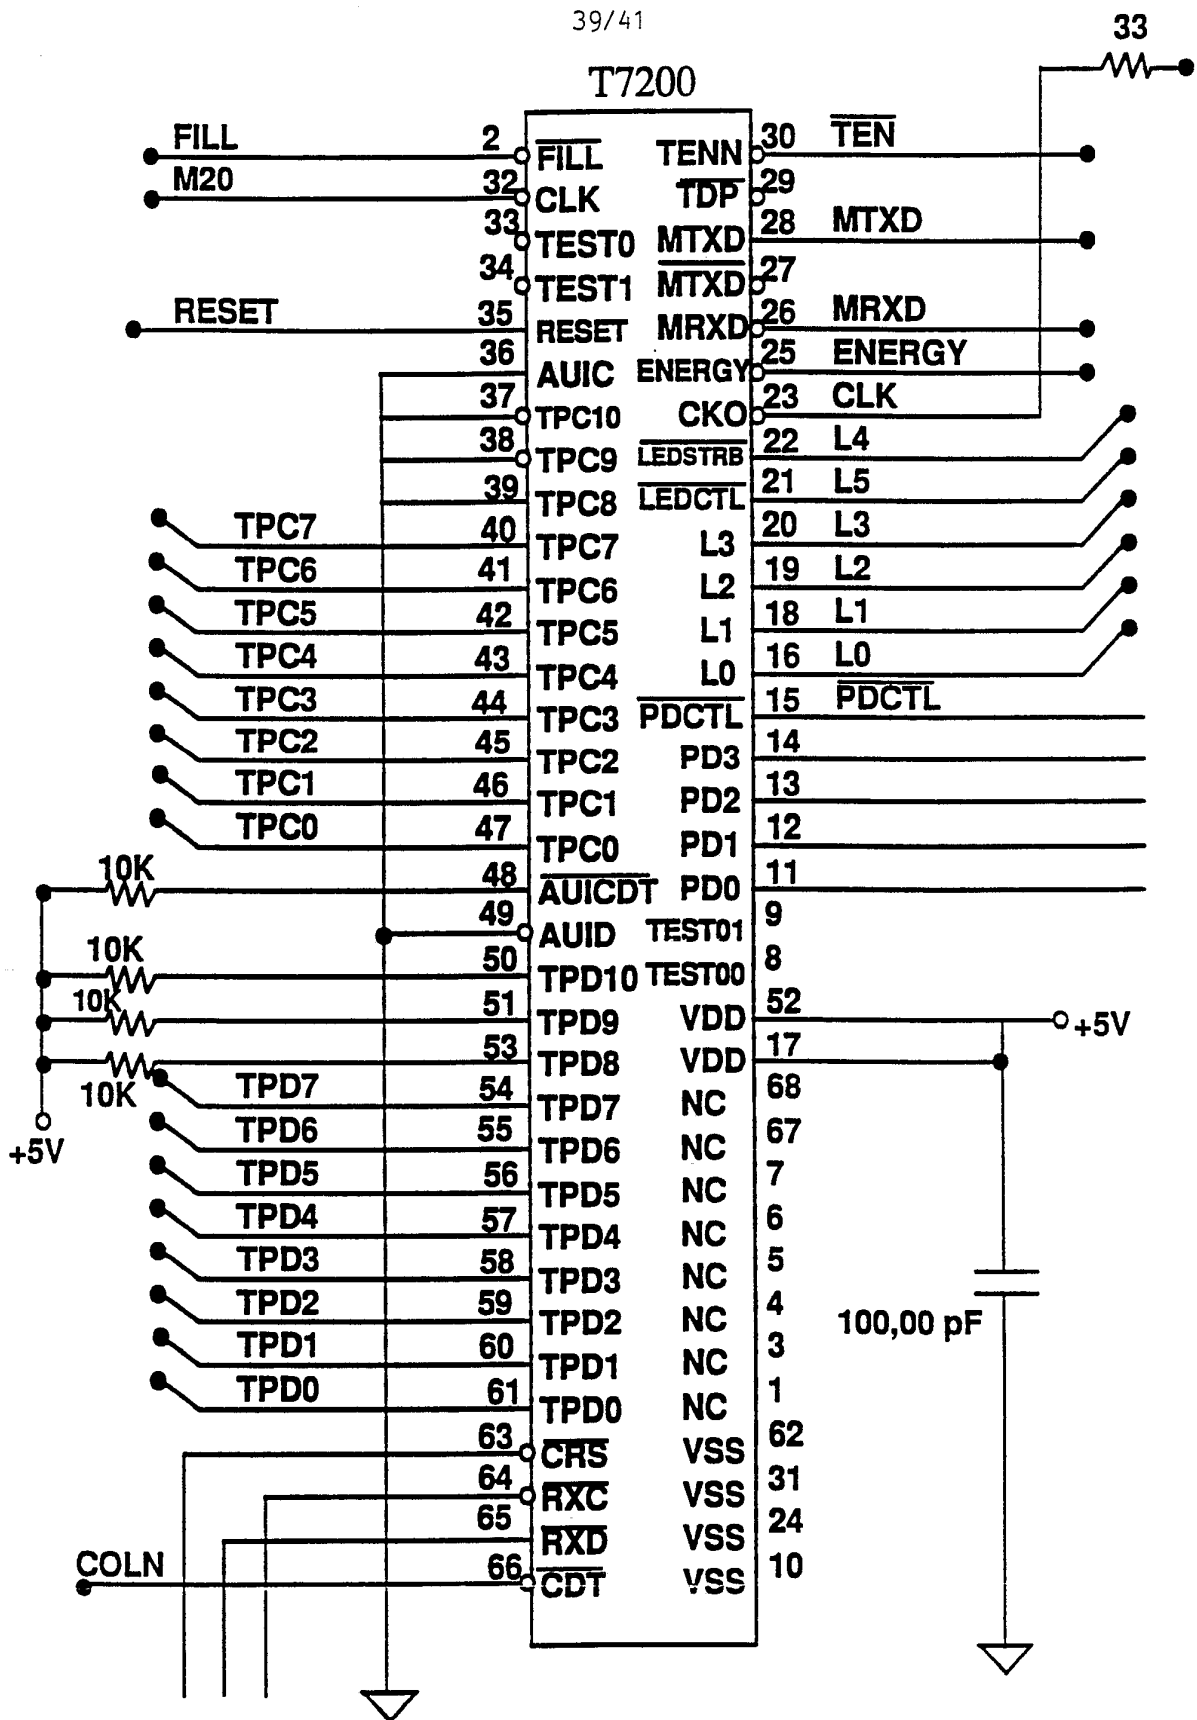 39/41
33
T7200
FILL 2 FILL TENN 30 TEN
M20 32 CLK TDP 29
33 TEST0 MTXD 28 MTXD
34 TEST1 MTXD 27
RESET 35 RESET MRXD 26 MRXD
36 AUIC ENERGY 25 ENERGY
37 TPC10 CKO 23 CLK
38 TPC9 LEDSTRB 22 L4
39 TPC8 LEDCTL 21 L5
TPC7 40 TPC7 L3 20 L3
TPC6 41 TPC6 L2 19 L2
TPC5 42 TPC5 L1 18 L1
TPC4 43 TPC4 L0 16 L0
TPC3 44 TPC3 PDCTL 15 PDCTL
TPC2 45 TPC2 PD3 14
TPC1 46 TPC1 PD2 13
TPC0 47 TPC0 PD1 12
10K 48 AUICDT PD0 11
49 AUID TEST01 9
10K 50 TPD10 TEST00 8
10K 51 TPD9 VDD 52 +5V
53 TPD8 VDD 17
10K TPD7 54 TPD7 NC 68
+5V TPD6 55 TPD6 NC 67
TPD5 56 TPD5 NC 7
TPD4 57 TPD4 NC 6
TPD3 58 TPD3 NC 5
TPD2 59 TPD2 NC 4 100,00 pF
TPD1 60 TPD1 NC 3
TPD0 61 TPD0 NC 1
63 CRS VSS 62
64 RXC VSS 31
65 RXD VSS 24
COLN 66 CDT VSS 10